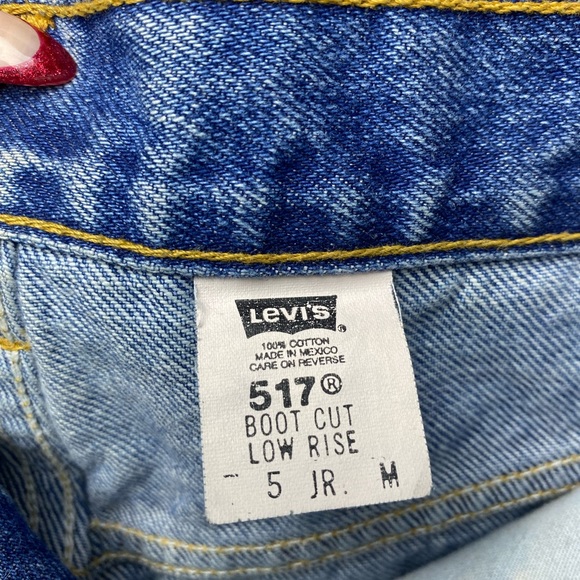 Levi's ®
100% COTTON
MADE IN MEXICO
CARE ON REVERSE
517®
BOOT CUT
LOW RISE
5 JR. M